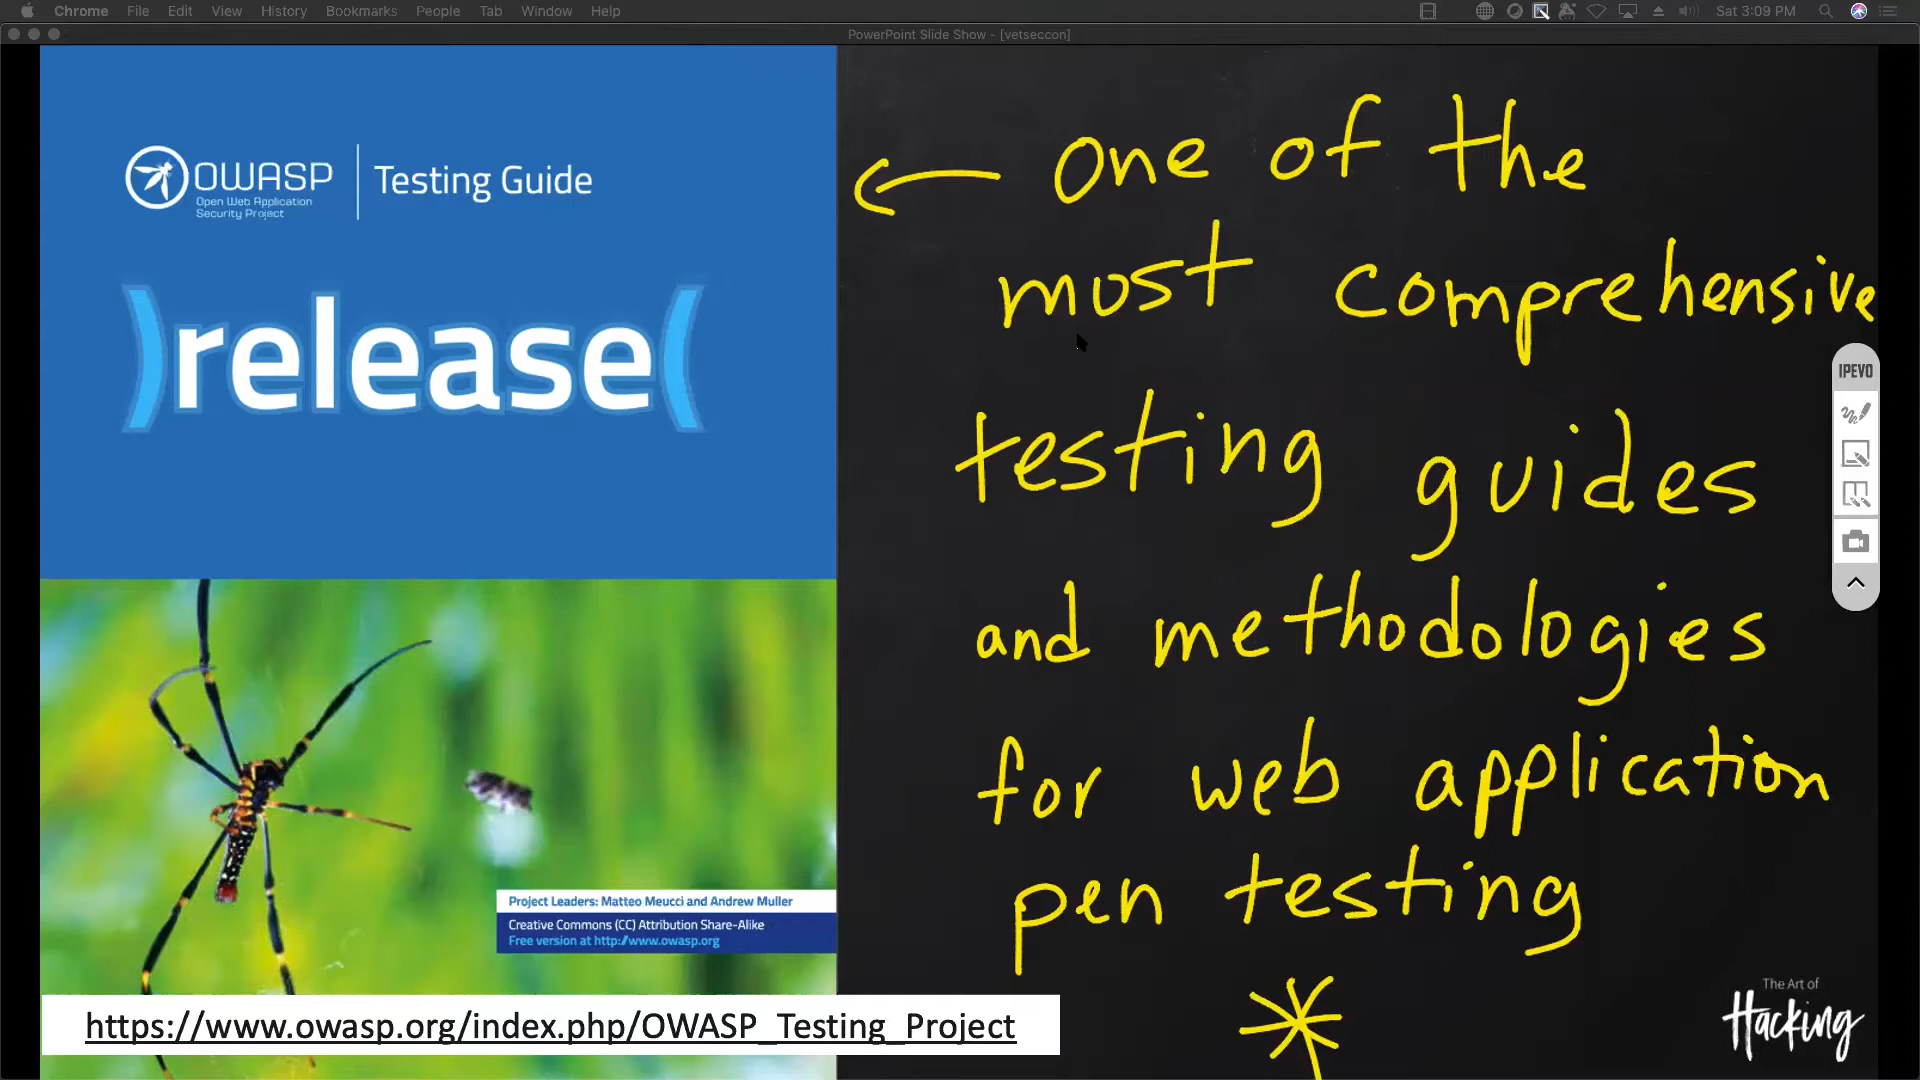 Chrome File Edit View History Bookmarks People Tab Window Help Sat 3:09 PM
PowerPoint Slide Show - [vetseccon]
OWASP
Open Web Application
Security Project
Testing Guide
)release(
Project Leaders: Matteo Meucci and Andrew Muller
Creative Commons (CC) Attribution Share-Alike
Free version at http://www.owasp.org
https://www.owasp.org/index.php/OWASP_Testing_Project
One of the
most comprehensive
testing guides
and methodologies
for web application
pen testing
IPEVO
The Art of
Hacking